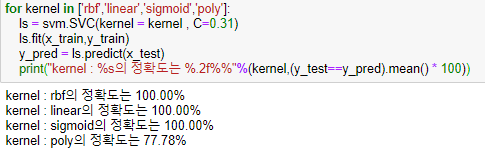 for kernel in ['rbf','linear','sigmoid','poly']:
ls = svm.SVC(kernel = kernel , C=0.31)
ls.fit(x_train,y_train)
y_pred = ls.predict(x_test)
print("kernel : %s의 정확도는 %.2f%%"%(kernel,(y_test==y_pred).mean() * 100))
kernel : rbf의 정확도는 100.00%
kernel : linear의 정확도는 100.00%
kernel : sigmoid의 정확도는 100.00%
kernel : poly의 정확도는 77.78%